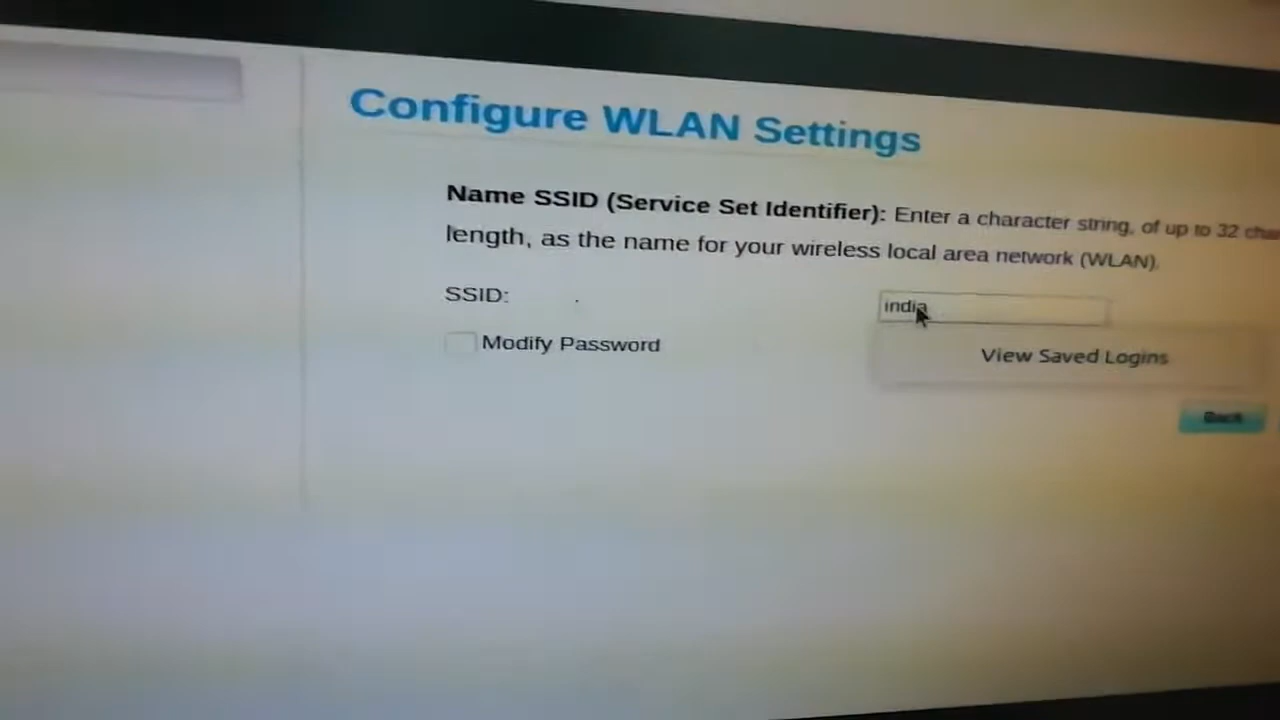 Configure WLAN Settings
Name SSID (Service Set Identifier): Enter a character string, of up to 32
length, as the name for your wireless local area network (WLAN).
SSID:
india
Modify Password
View Saved Logins
Back